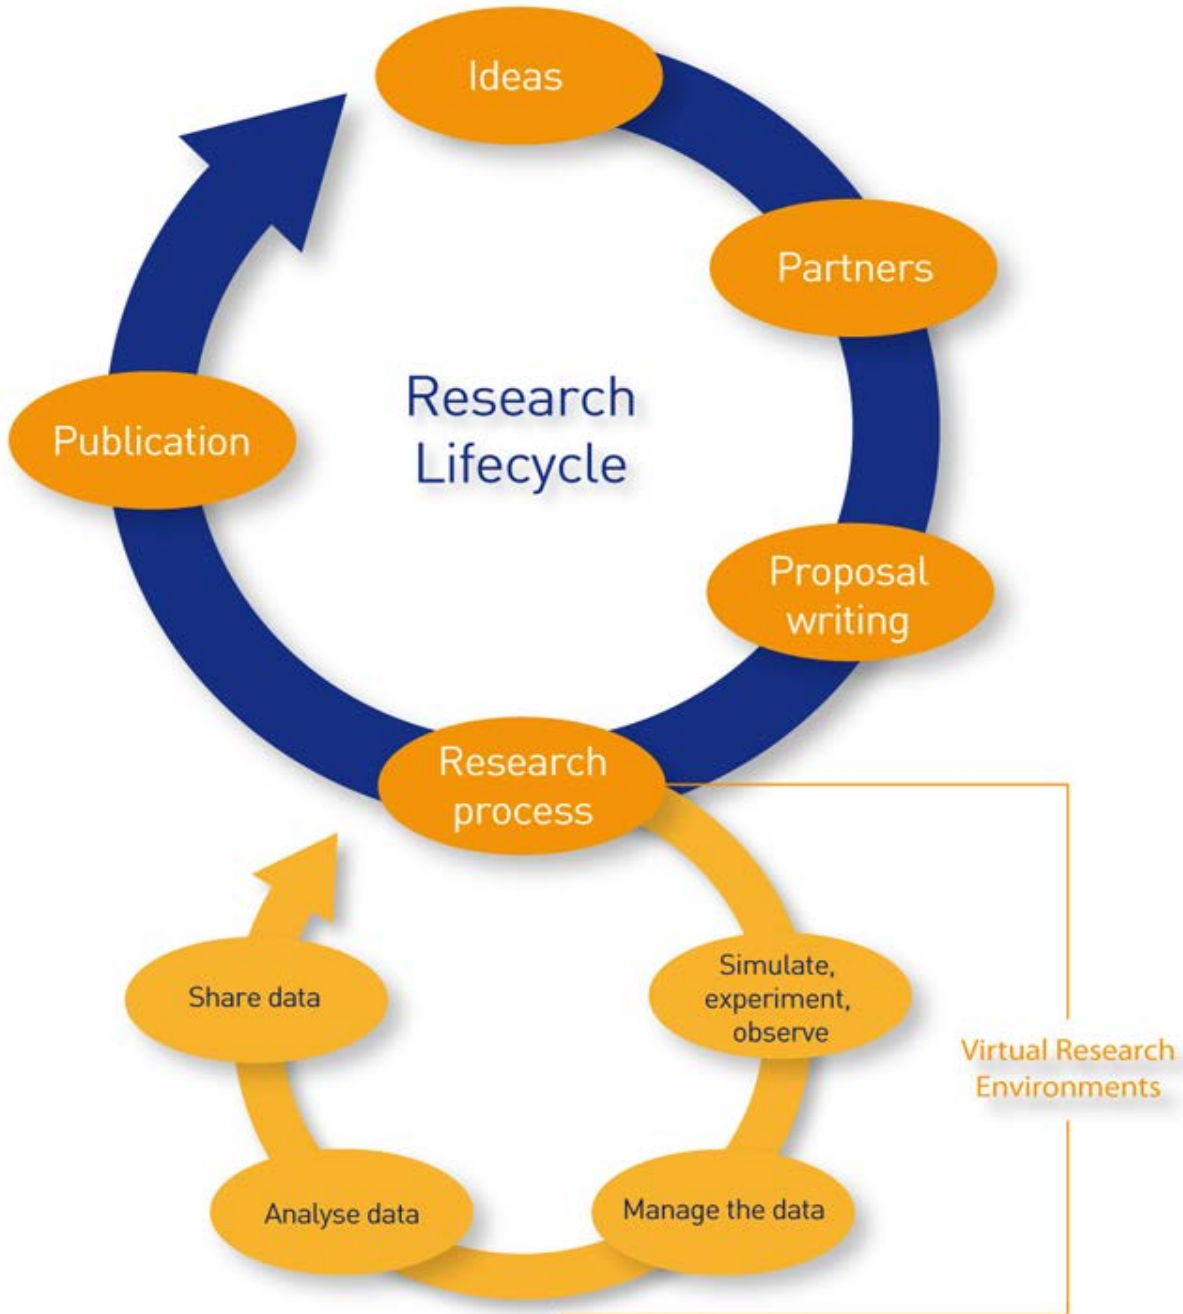 Ideas
Partners
Research
Lifecycle
Publication
Proposal
writing
Research
process
Simulate,
experiment,
observe
Share data
Virtual Research
Environments
Manage the data
Analyse data